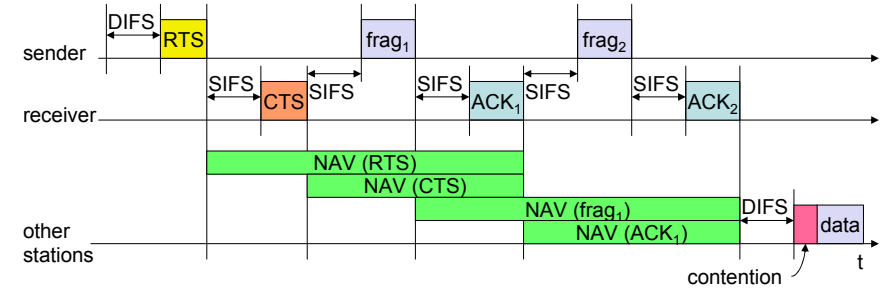 DIFS
sender
RTS
frag1
frag2
SIFS
SIFS
SIFS
SIFS
SIFS
receiver
CTS
ACK1
ACK2
NAV (RTS)
NAV (CTS)
NAV (frag1)
NAV (ACK1)
DIFS
other
stations
data
t
contention